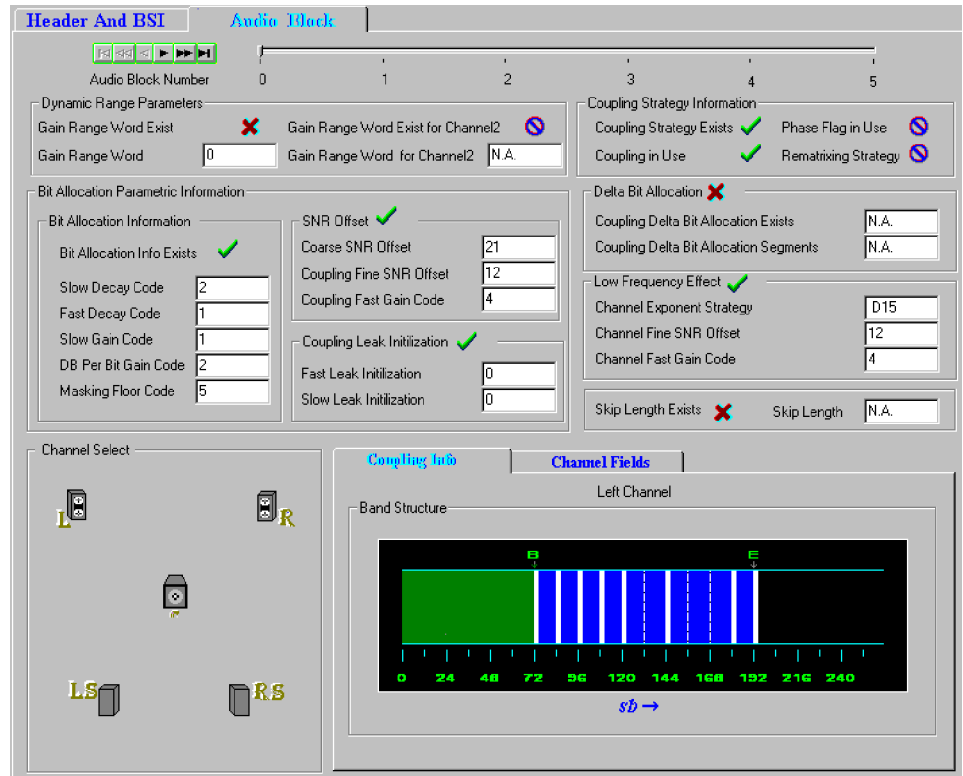 Header And BSI
Audio Block
Audio Block Number
0 1 2 3 4 5
Dynamic Range Parameters
Gain Range Word Exist
Gain Range Word Exist for Channel2
Gain Range Word 0
Gain Range Word for Channel2 N.A.
Coupling Strategy Information
Coupling Strategy Exists
Phase Flag in Use
Coupling in Use
Rematrixing Strategy
Bit Allocation Parametric Information
Bit Allocation Information
Bit Allocation Info Exists
Slow Decay Code 2
Fast Decay Code 1
Slow Gain Code 1
DB Per Bit Gain Code 2
Masking Floor Code 5
SNR Offset
Coarse SNR Offset 21
Coupling Fine SNR Offset 12
Coupling Fast Gain Code 4
Coupling Leak Initilization
Fast Leak Initilization 0
Slow Leak Initilization 0
Delta Bit Allocation
Coupling Delta Bit Allocation Exists N.A.
Coupling Delta Bit Allocation Segments N.A.
Low Frequency Effect
Channel Exponent Strategy D15
Channel Fine SNR Offset 12
Channel Fast Gain Code 4
Skip Length Exists
Skip Length N.A.
Channel Select
L
R
LS
RS
Coupling Info
Channel Fields
Left Channel
Band Structure
B E
0 24 48 72 96 120 144 168 192 216 240
sb →